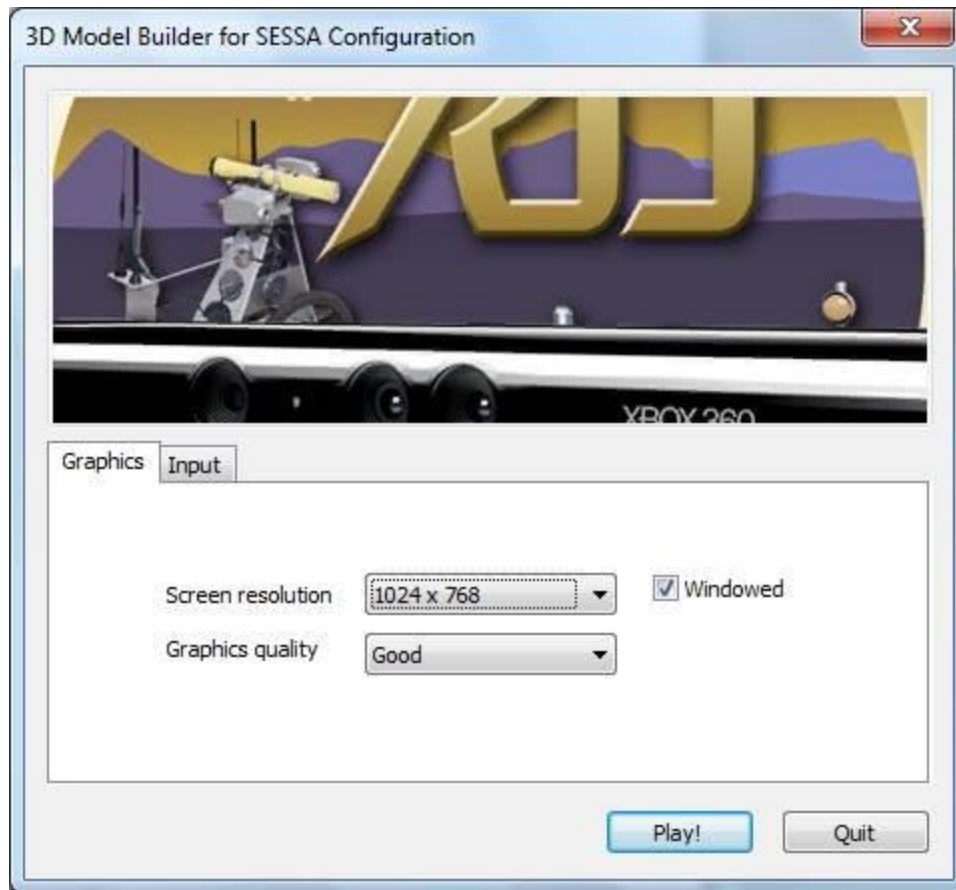 3D Model Builder for SESSA Configuration
XBOX 360
Graphics
Input
Screen resolution
1024 x 768
Windowed
Graphics quality
Good
Play!
Quit